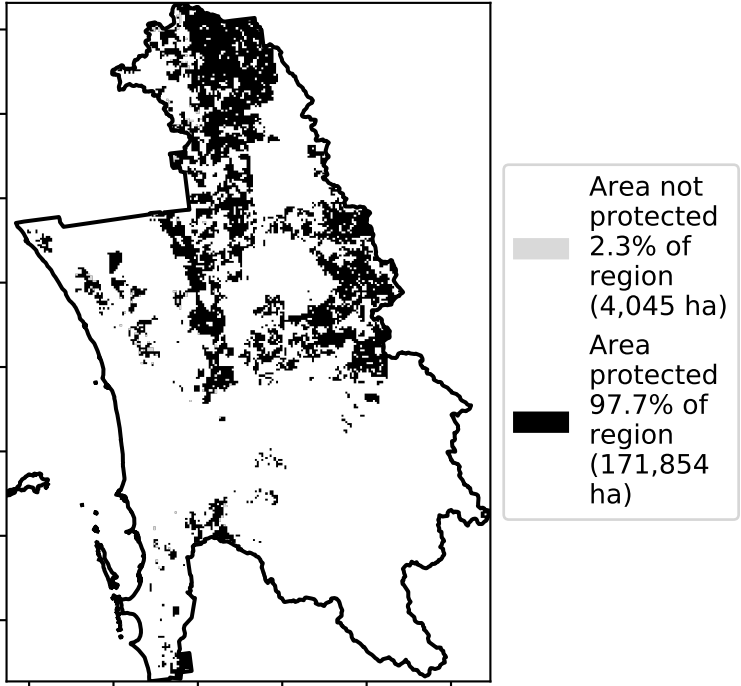 Area not
protected
2.3% of
region
(4,045 ha)
Area
protected
97.7% of
region
(171,854
ha)